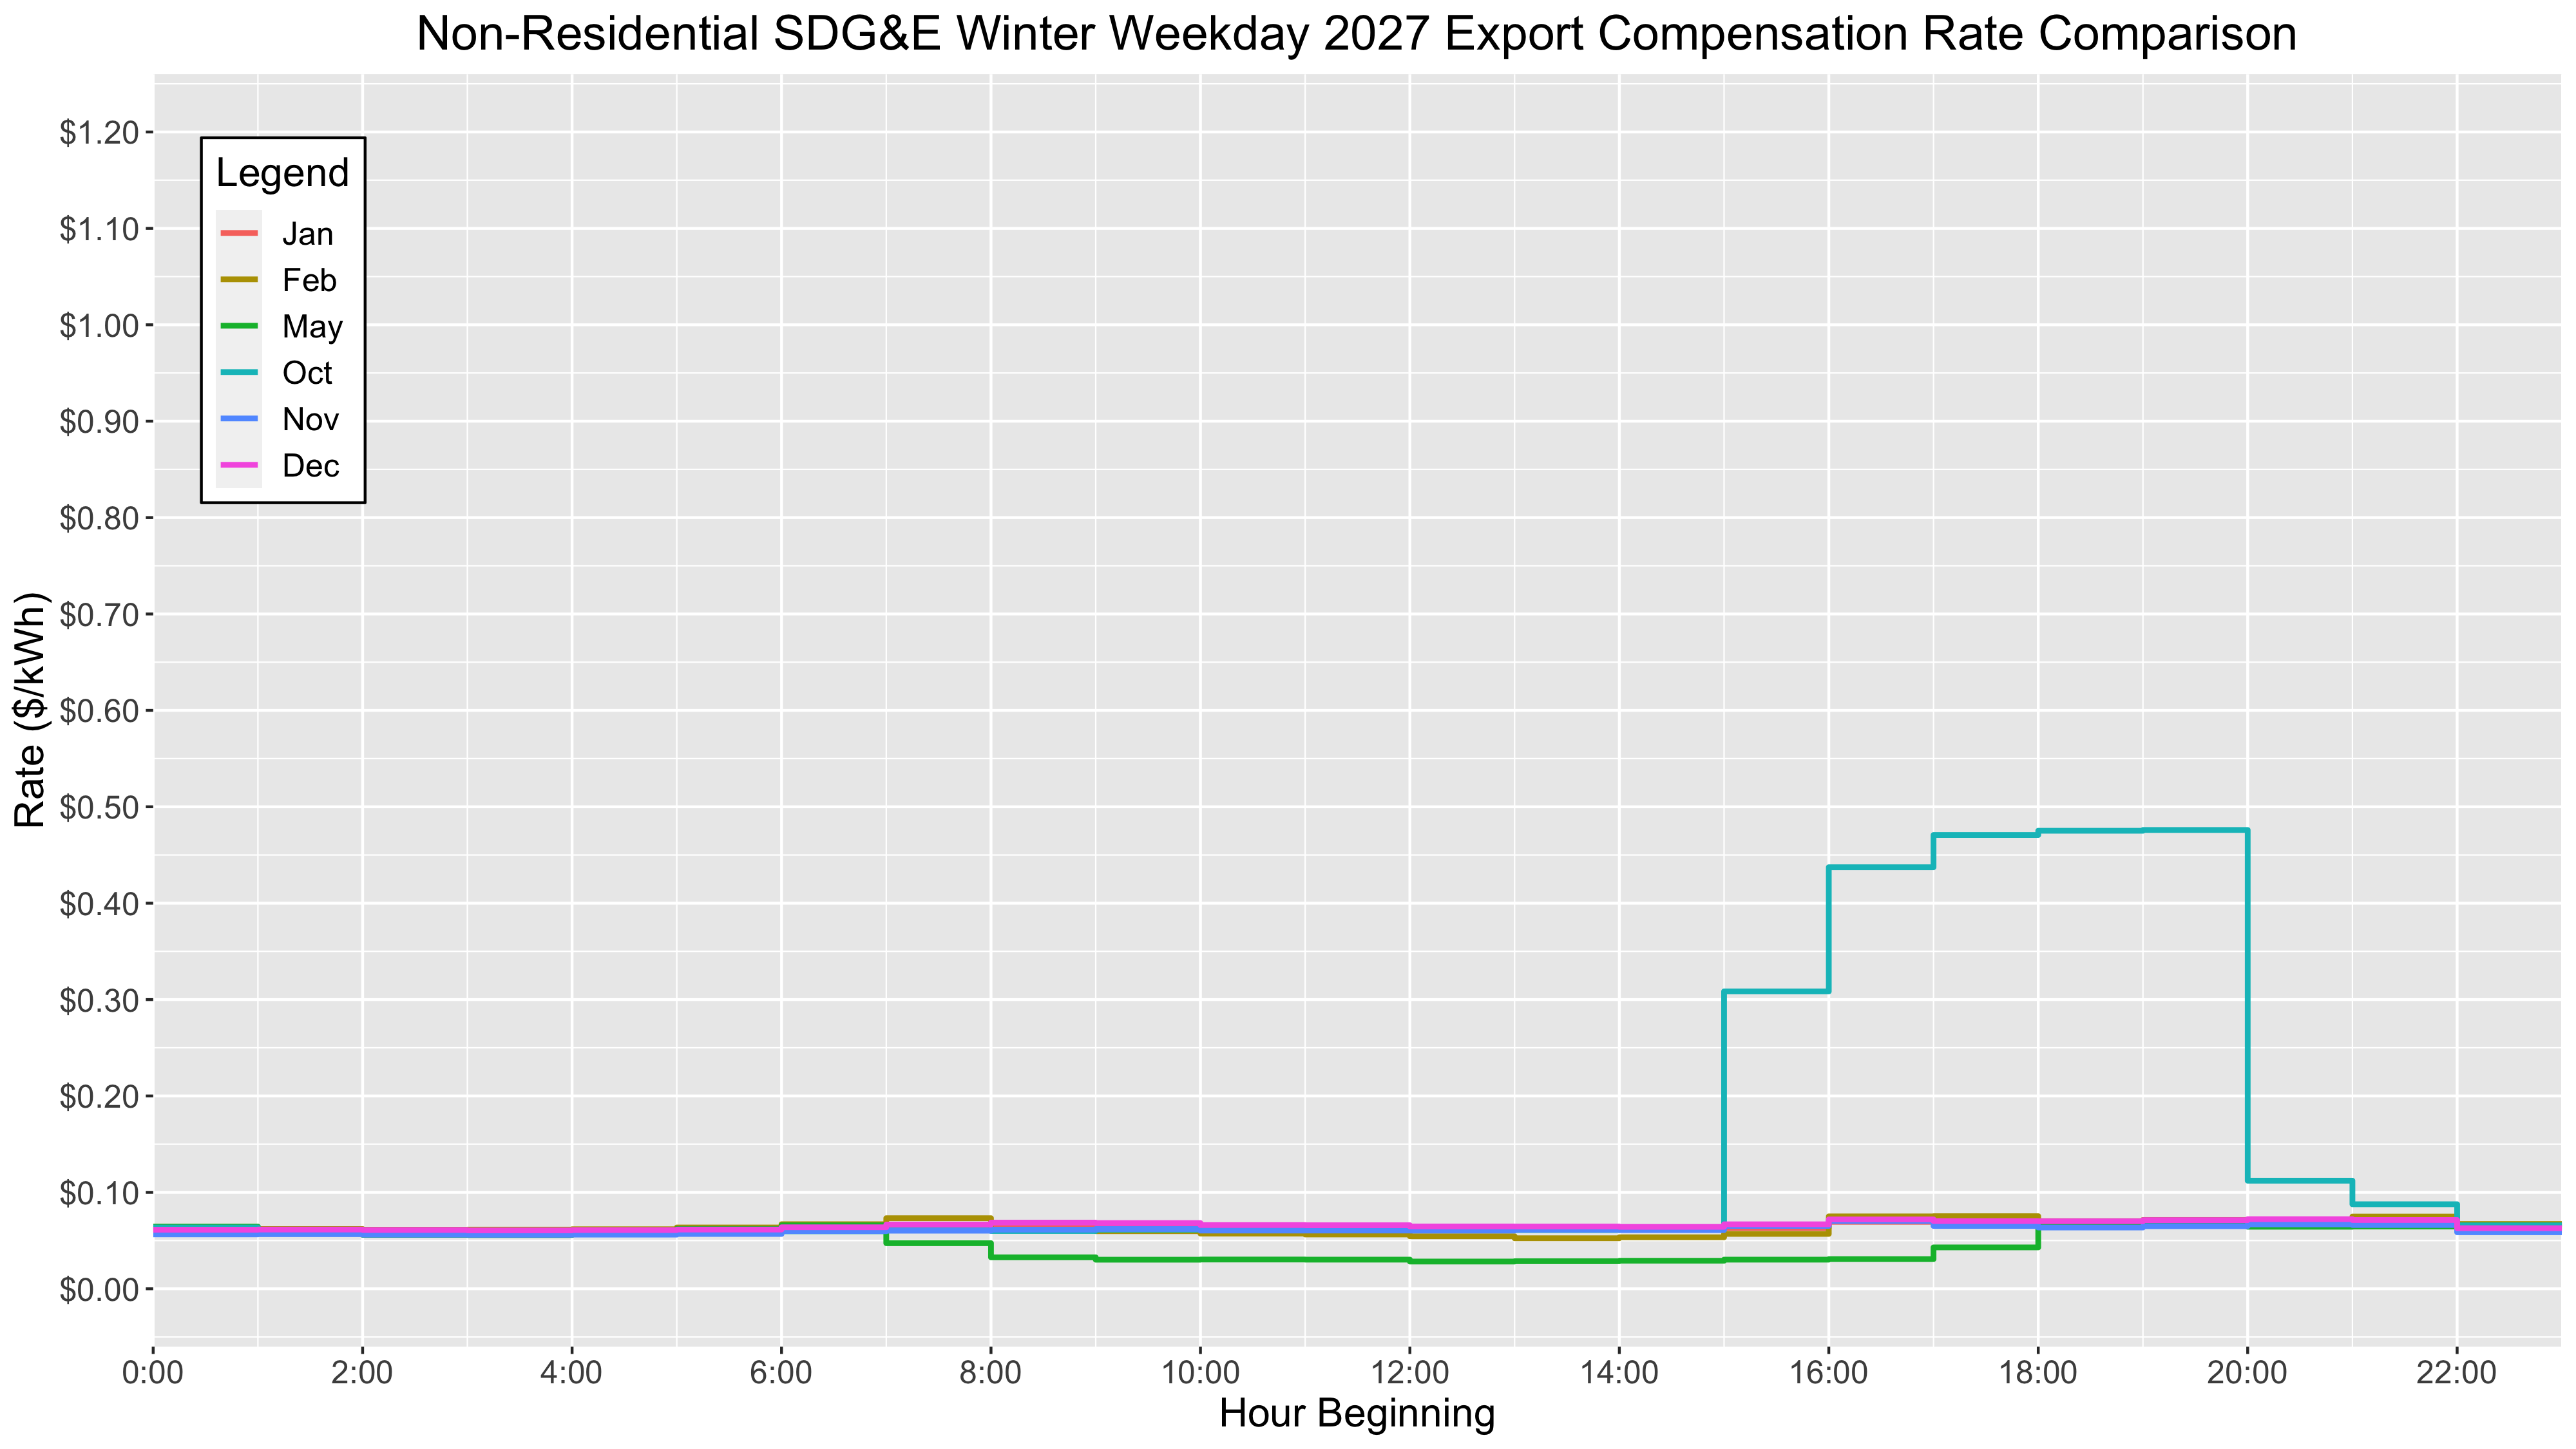 Non-Residential SDG&E Winter Weekday 2027 Export Compensation Rate Comparison
$1.20
$1.10
$1.00
$0.90
$0.80
$0.70
$0.60
$0.50
$0.40
$0.30
$0.20
$0.10
$0.00
Rate ($/kWh)
Legend
Jan
Feb
May
Oct
Nov
Dec
0:00 2:00 4:00 6:00 8:00 10:00 12:00 14:00 16:00 18:00 20:00 22:00
Hour Beginning